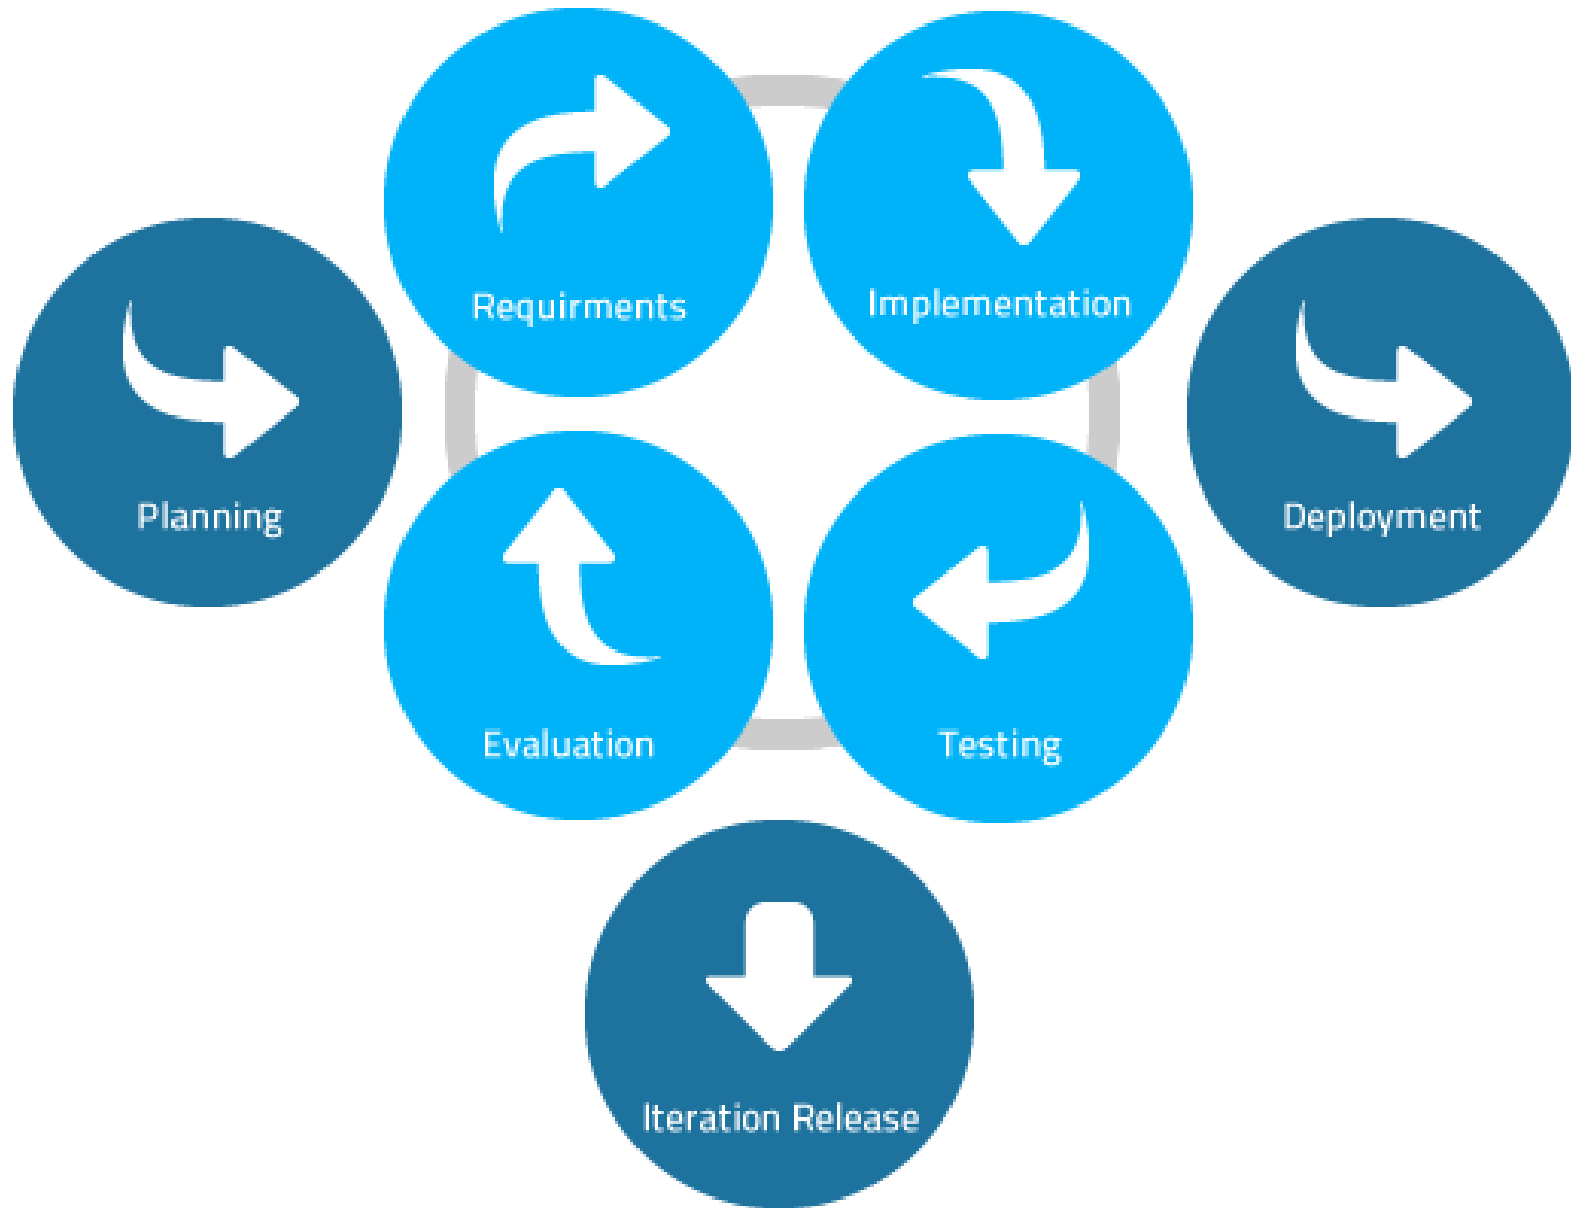 Requirments
Implementation
Planning
Deployment
Evaluation
Testing
Iteration Release